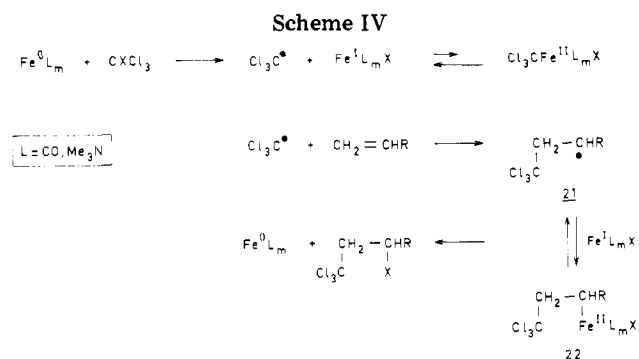 Scheme IV
Fe⁰Lₘ + CXCl₃ ⟶ Cl₃C• + FeᴵLₘX ⇌ Cl₃CFeᴵᴵLₘX
L=CO, Me₃N
Cl₃C• + CH₂=CHR ⟶ CH₂—CHR
•
Cl₃C
21
Fe⁰Lₘ + CH₂—CHR ⟵
Cl₃C X
FeᴵLₘX
CH₂—CHR
Cl₃C FeᴵᴵLₘX
22